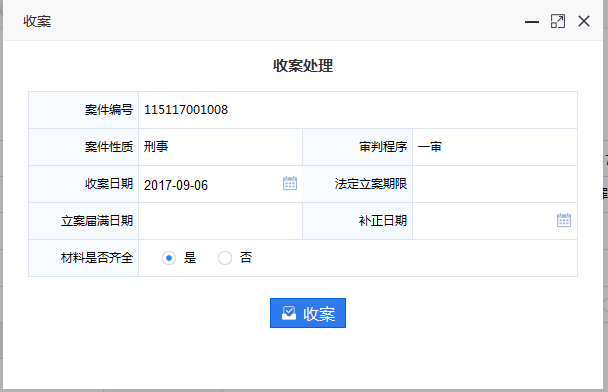 收案
收案处理
案件编号 115117001008
案件性质 刑事 审判程序 一审
收案日期 2017-09-06 法定立案期限
立案届满日期 补正日期
材料是否齐全 是 否
收案